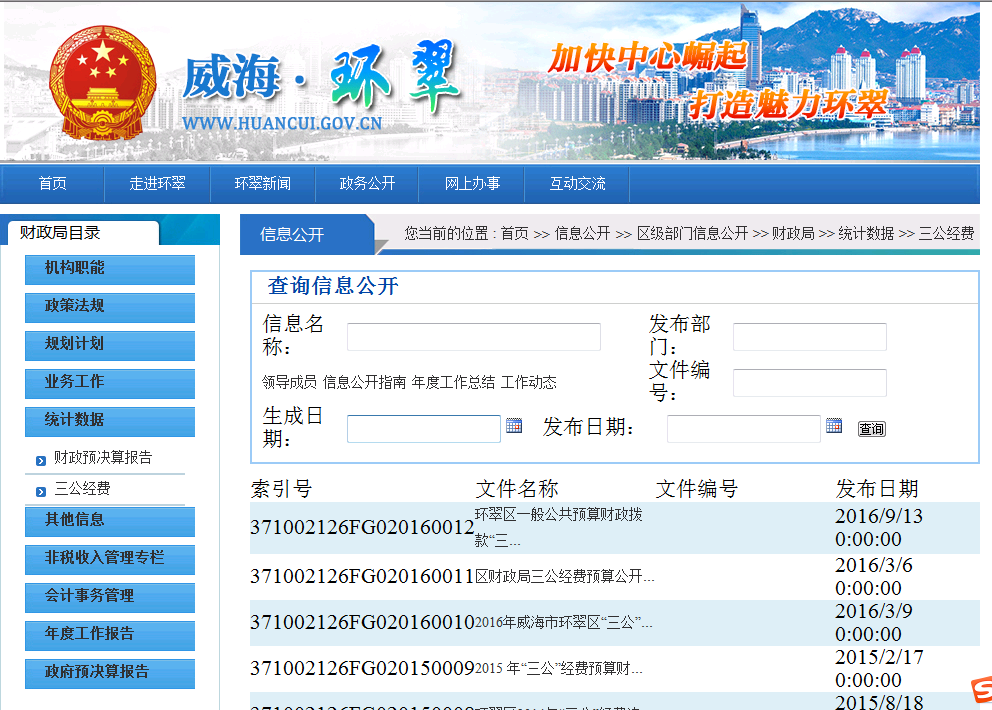 威海·环翠
WWW.HUANCUI.GOV.CN
加快中心崛起
打造魅力环翠
首页 走进环翠 环翠新闻 政务公开 网上办事 互动交流
财政局目录
机构职能
政策法规
规划计划
业务工作
统计数据
财政预决算报告
三公经费
其他信息
非税收入管理专栏
会计事务管理
年度工作报告
政府预决算报告
信息公开
您当前的位置 : 首页 >> 信息公开 >> 区级部门信息公开 >> 财政局 >> 统计数据 >> 三公经费
查询信息公开
信息名
称：
发布部
门：
领导成员 信息公开指南 年度工作总结 工作动态
文件编
号：
生成日
期：
发布日期：
查询
索引号 文件名称 文件编号 发布日期
371002126FG020160012
环翠区一般公共预算财政拨
款“三...
2016/9/13
0:00:00
371002126FG020160011
区财政局三公经费预算公开...
2016/3/6
0:00:00
371002126FG020160010
2016年威海市环翠区“三公”...
2016/3/9
0:00:00
371002126FG020150009
2015 年“三公”经费预算财...
2015/2/17
0:00:00
2015/8/18